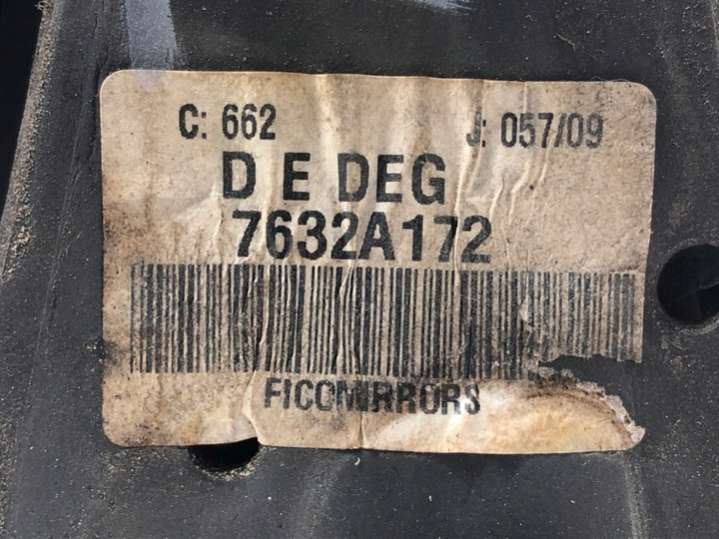 C: 662 J: 057/09
D E DEG
7632A172
FICOMIRRORS